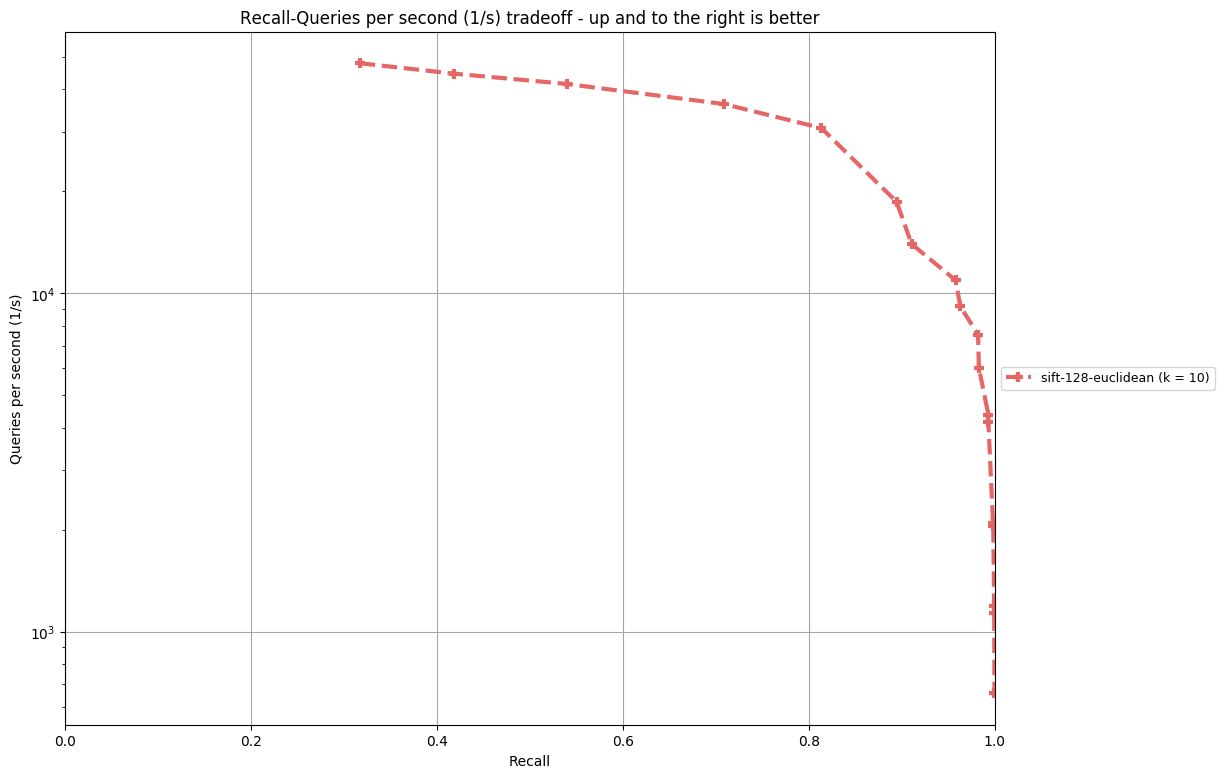 Recall-Queries per second (1/s) tradeoff - up and to the right is better
Queries per second (1/s)
10⁴
10³
sift-128-euclidean (k = 10)
0.0 0.2 0.4 0.6 0.8 1.0
Recall